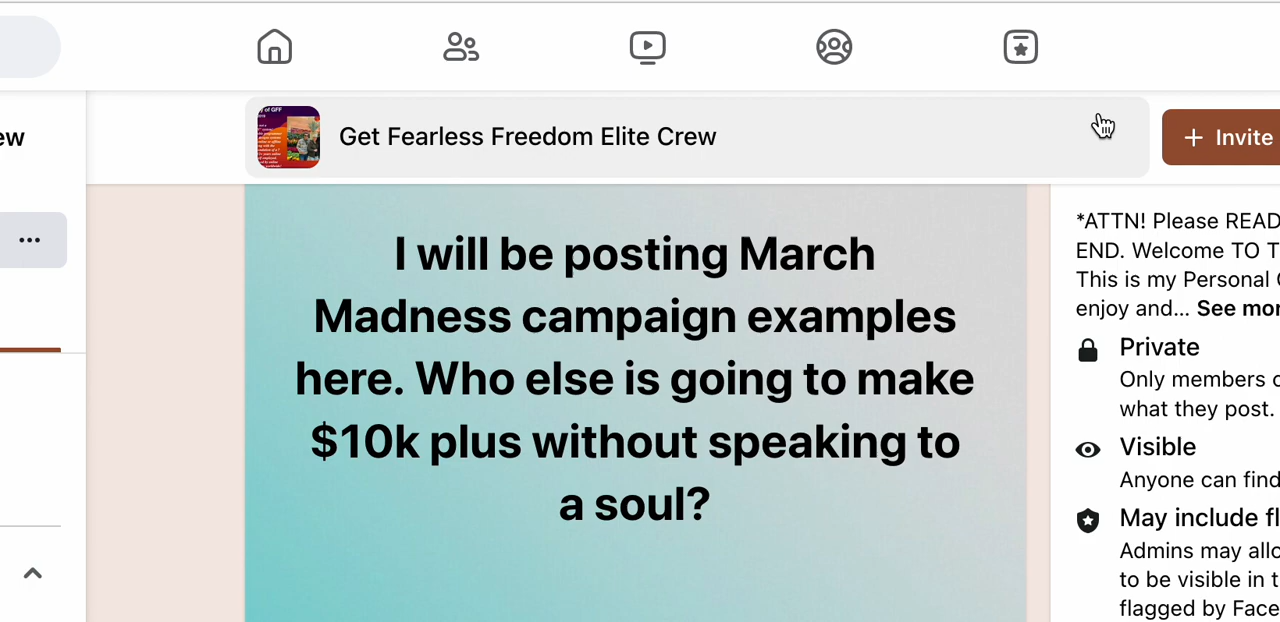 ew
Get Fearless Freedom Elite Crew
+ Invite
I will be posting March
Madness campaign examples
here. Who else is going to make
$10k plus without speaking to
a soul?
*ATTN! Please READ
END. Welcome TO T
This is my Personal
enjoy and... See mor
Private
Only members o
what they post.
Visible
Anyone can find
May include fl
Admins may allo
to be visible in t
flagged by Face